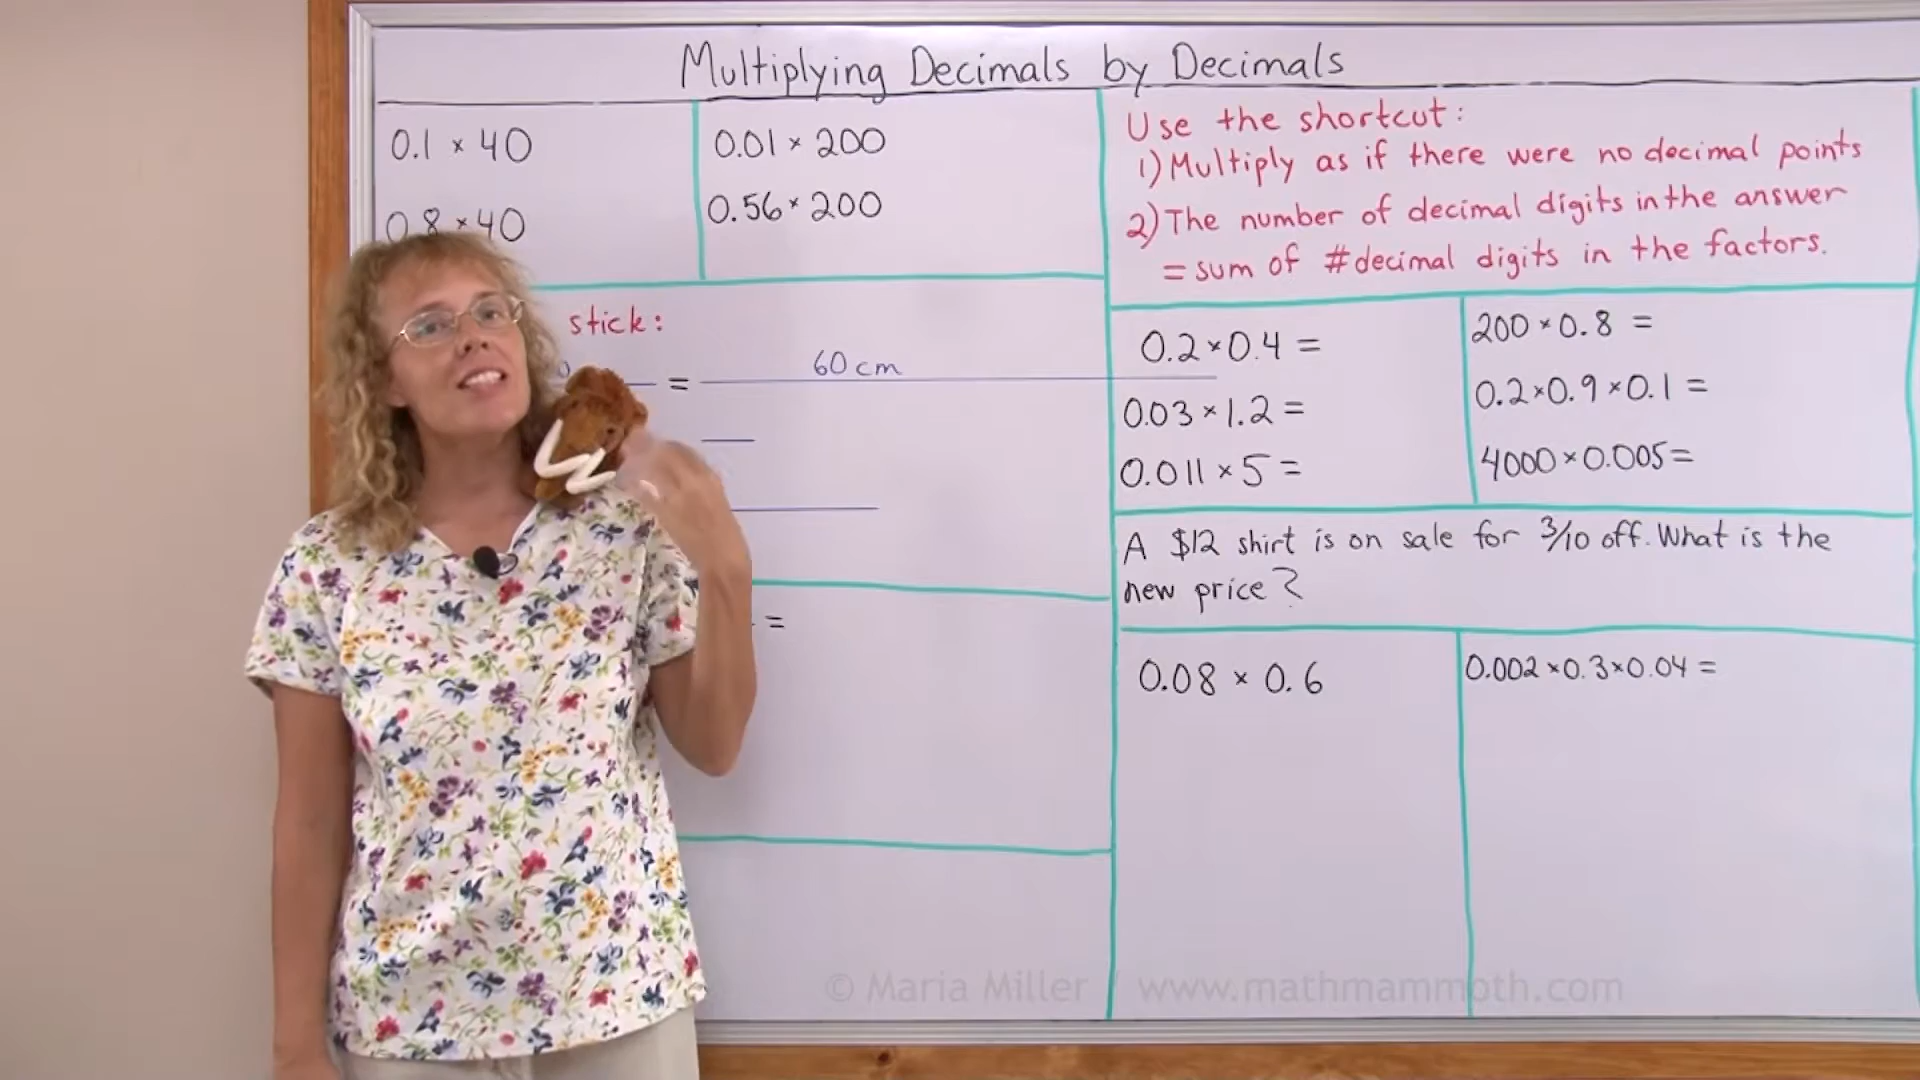 Multiplying Decimals by Decimals
0.1 × 40
0.8 × 40
0.01 × 200
0.56 × 200
stick:
= 60 cm
=
Use the shortcut:
1) Multiply as if there were no decimal points
2) The number of decimal digits in the answer
= sum of #decimal digits in the factors.
0.2 × 0.4 =
0.03 × 1.2 =
0.011 × 5 =
200 × 0.8 =
0.2 × 0.9 × 0.1 =
4000 × 0.005 =
A $12 shirt is on sale for 3/10 off. What is the
new price?
0.08 × 0.6
0.002 × 0.3 × 0.04 =
© Maria Miller / www.mathmammoth.com